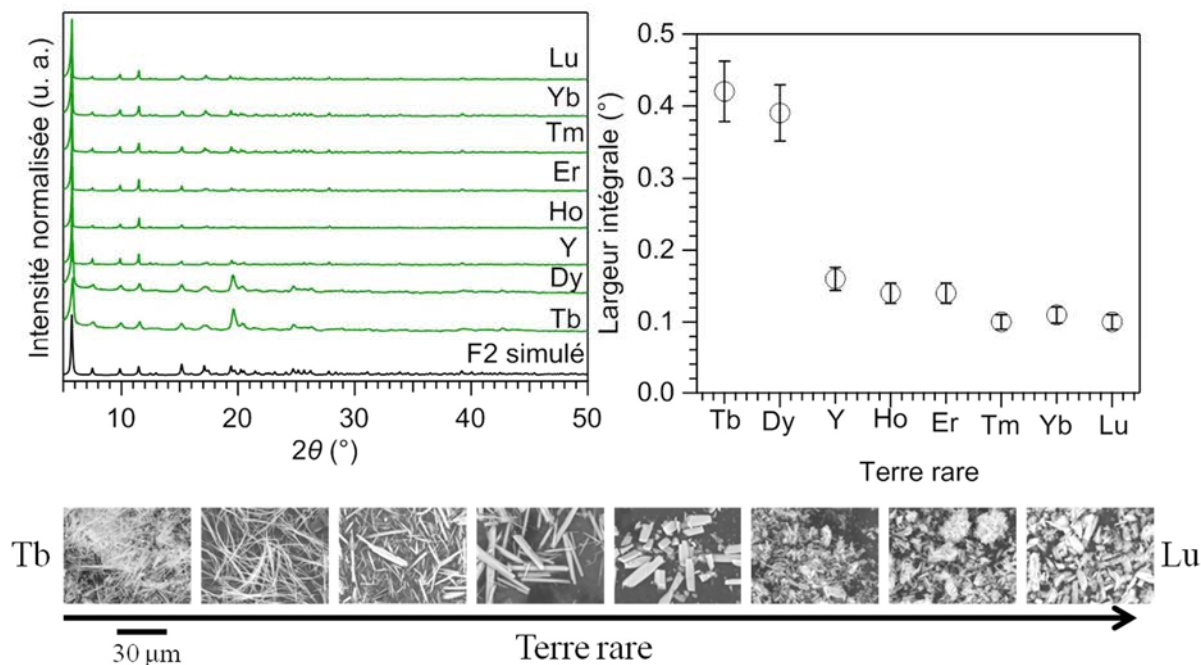 Intensité normalisée (u. a.)
Lu
Yb
Tm
Er
Ho
Y
Dy
Tb
F2 simulé
10 20 30 40 50
2θ (°)
Largeur intégrale (°)
0.5
0.4
0.3
0.2
0.1
0.0
Tb Dy Y Ho Er Tm Yb Lu
Terre rare
Tb
Lu
30 µm
Terre rare